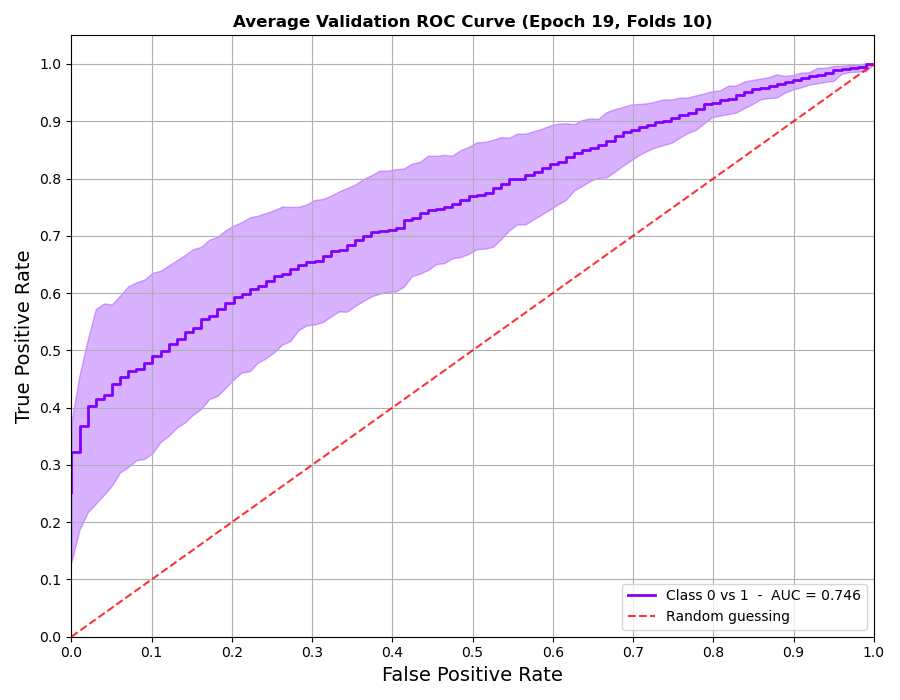 Average Validation ROC Curve (Epoch 19, Folds 10)
True Positive Rate
1.0
0.9
0.8
0.7
0.6
0.5
0.4
0.3
0.2
0.1
0.0
Class 0 vs 1 - AUC = 0.746
Random guessing
0.0 0.1 0.2 0.3 0.4 0.5 0.6 0.7 0.8 0.9 1.0
False Positive Rate